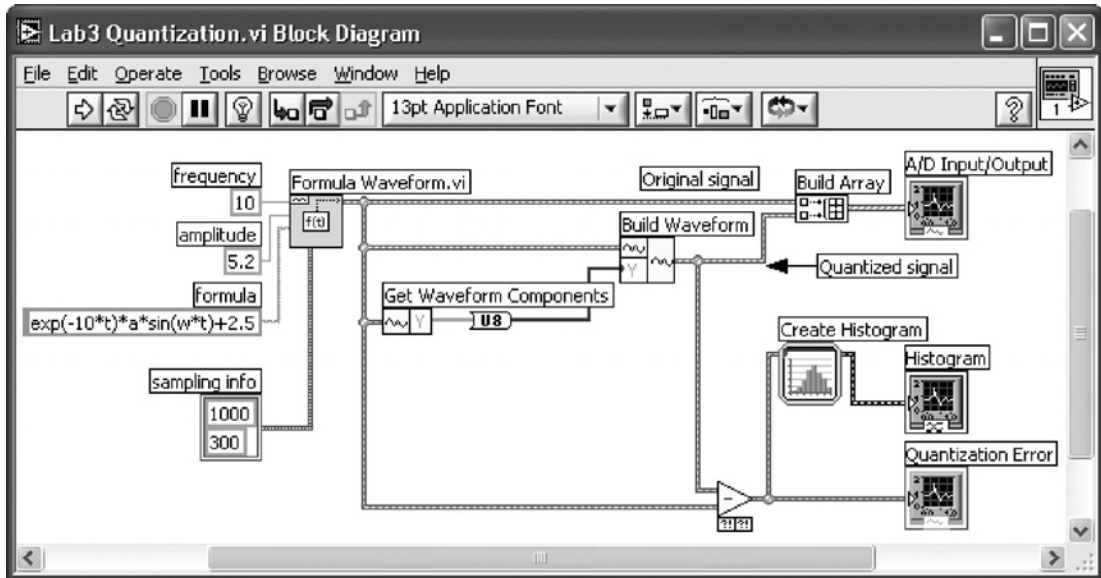 Lab3 Quantization.vi Block Diagram
File Edit Operate Tools Browse Window Help
13pt Application Font
1
frequency
10
Formula Waveform.vi
f(t)
amplitude
5.2
formula
exp(-10*t)*a*sin(w*t)+2.5
sampling info
1000
300
Original signal
Build Array
A/D Input/Output
Build Waveform
Y
Quantized signal
Get Waveform Components
Y
U8
Create Histogram
Histogram
Quantization Error
?! ?!